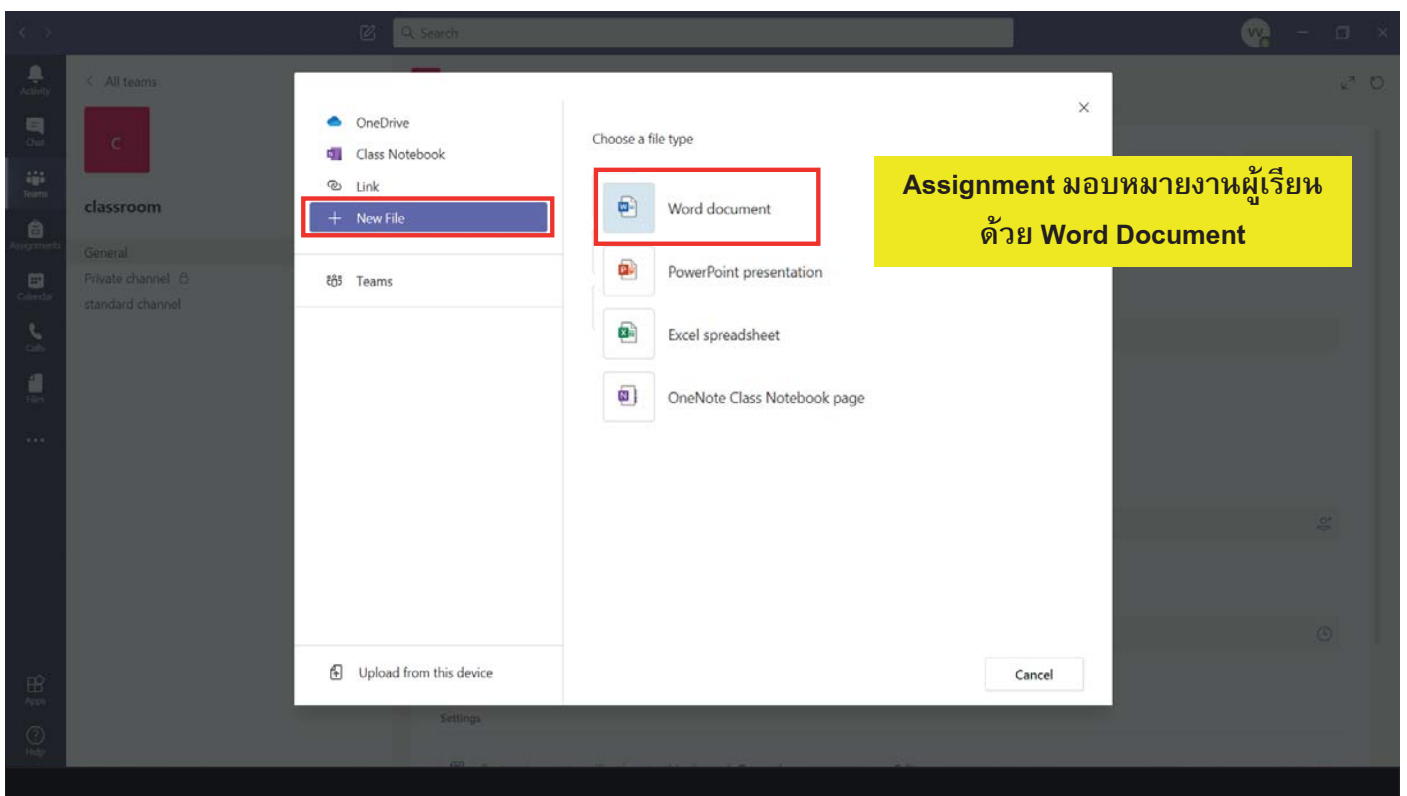 Search
VV
Activity
Chat
Teams
Assignments
Calendar
Calls
Files
Apps
Help
All teams
C
classroom
General
Private channel
standard channel
OneDrive
Class Notebook
Link
New File
Teams
Upload from this device
Choose a file type
Word document
PowerPoint presentation
Excel spreadsheet
OneNote Class Notebook page
Cancel
Assignment มอบหมายงานผู้เรียน
ด้วย Word Document
Settings